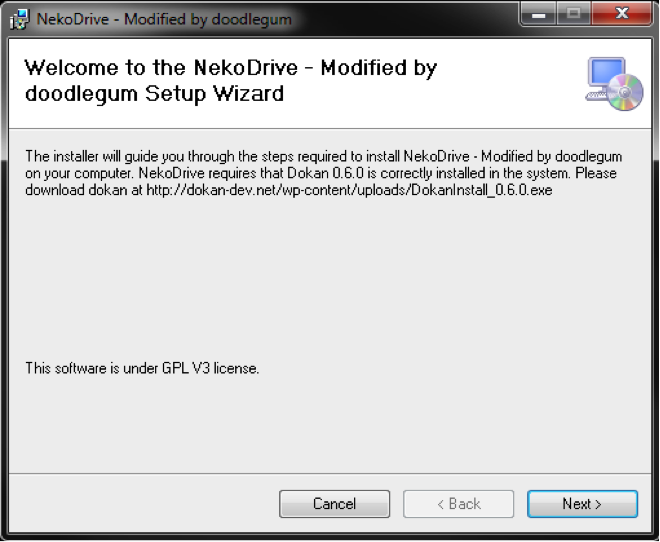 NekoDrive - Modified by doodlegum
Welcome to the NekoDrive - Modified by
doodlegum Setup Wizard
The installer will guide you through the steps required to install NekoDrive - Modified by doodlegum
on your computer. NekoDrive requires that Dokan 0.6.0 is correctly installed in the system. Please
download dokan at http://dokan-dev.net/wp-content/uploads/DokanInstall_0.6.0.exe
This software is under GPL V3 license.
Cancel
< Back
Next >